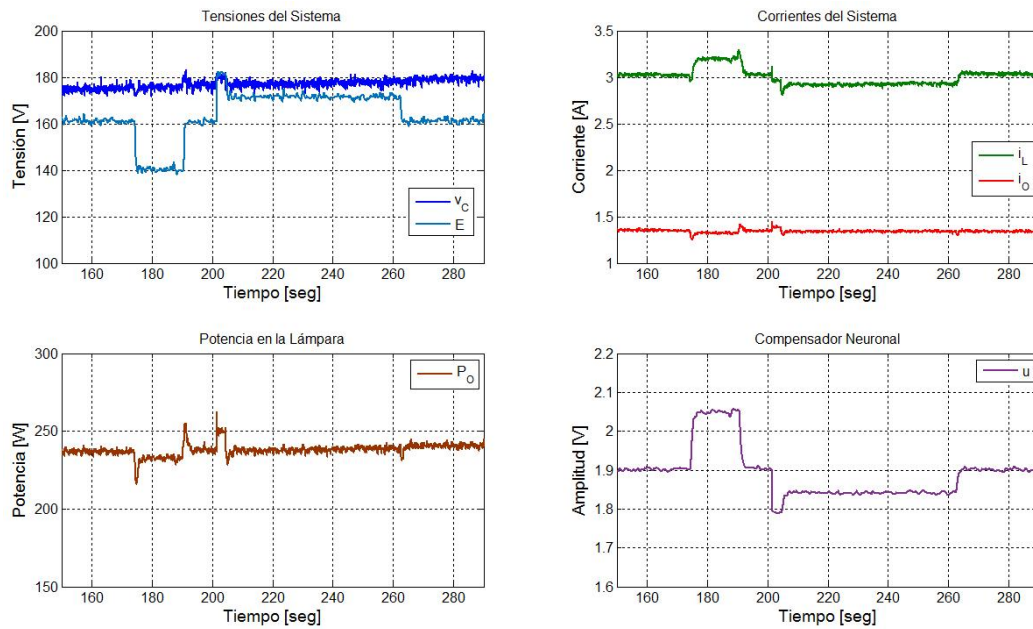 Tensiones del Sistema
200
180
160
140
120
100
Tensión [V]
v_C
E
160 180 200 220 240 260 280
Tiempo [seg]
Corrientes del Sistema
3.5
3
2.5
2
1.5
1
Corriente [A]
i_L
i_O
160 180 200 220 240 260 280
Tiempo [seg]
Potencia en la Lámpara
300
250
200
150
Potencia [W]
P_O
160 180 200 220 240 260 280
Tiempo [seg]
Compensador Neuronal
2.2
2.1
2
1.9
1.8
1.7
1.6
Amplitud [V]
u
160 180 200 220 240 260 280
Tiempo [seg]